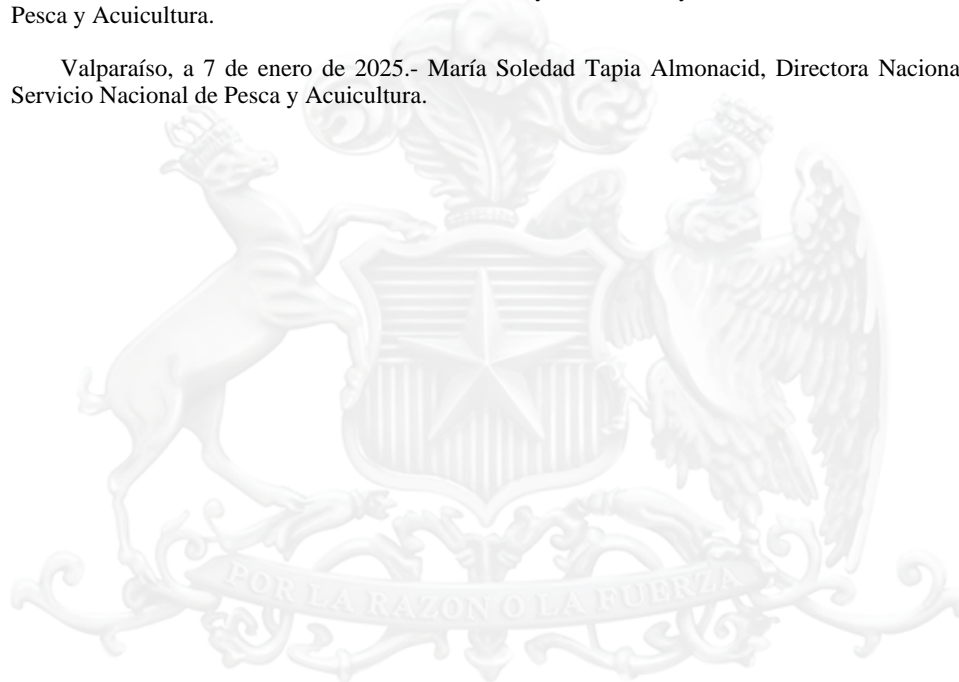 Pesca y Acuicultura.
Valparaíso, a 7 de enero de 2025.- María Soledad Tapia Almonacid, Directora Naciona
Servicio Nacional de Pesca y Acuicultura.
POR LA RAZON O LA FUERZA